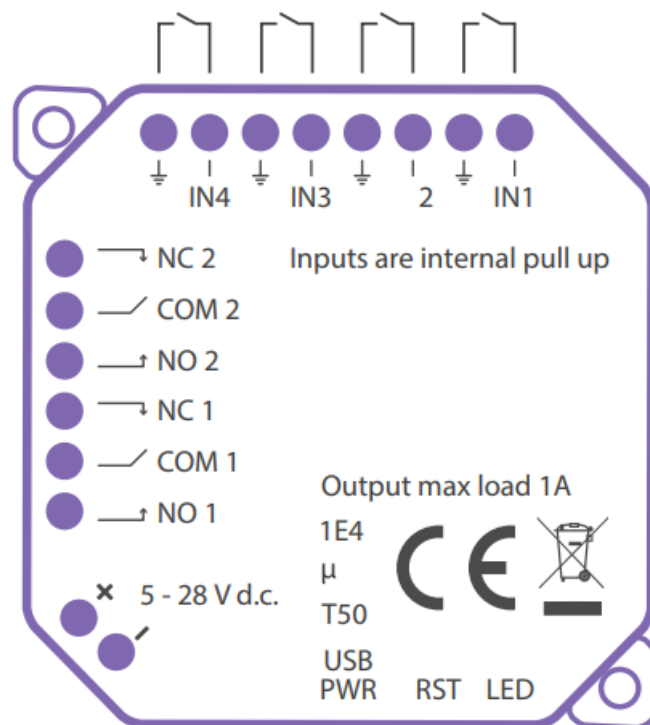 IN4 IN3 2 IN1
NC 2
Inputs are internal pull up
COM 2
NO 2
NC 1
COM 1
NO 1
Output max load 1A
1E4
µ
T50
CE
5 - 28 V d.c.
USB
PWR
RST
LED